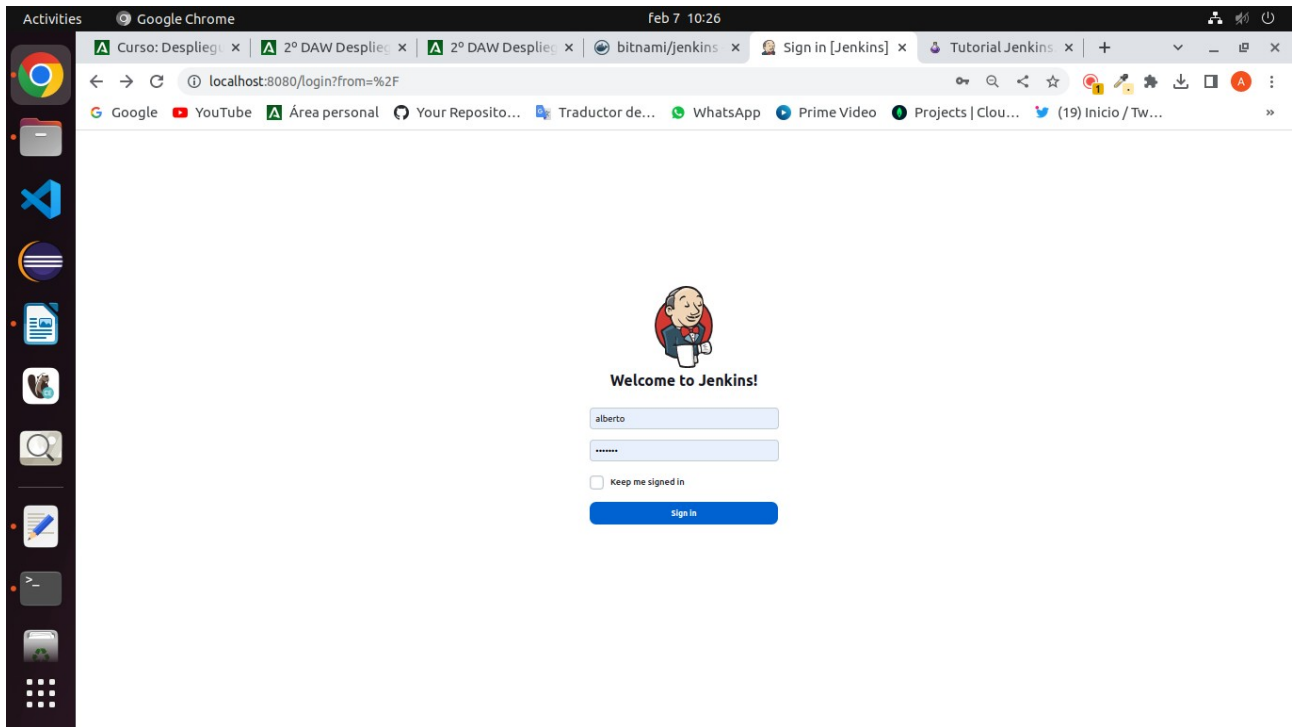 Activities Google Chrome feb 7 10:26
Curso: Desplieg 2º DAW Desplieg 2º DAW Desplieg bitnami/jenkins Sign in [Jenkins] Tutorial Jenkins
localhost:8080/login?from=%2F
1 A
Google YouTube Área personal Your Reposito... Traductor de... WhatsApp Prime Video Projects | Clou... (19) Inicio / Tw... »
Welcome to Jenkins!
alberto
•••••••
Keep me signed in
Sign in
>_